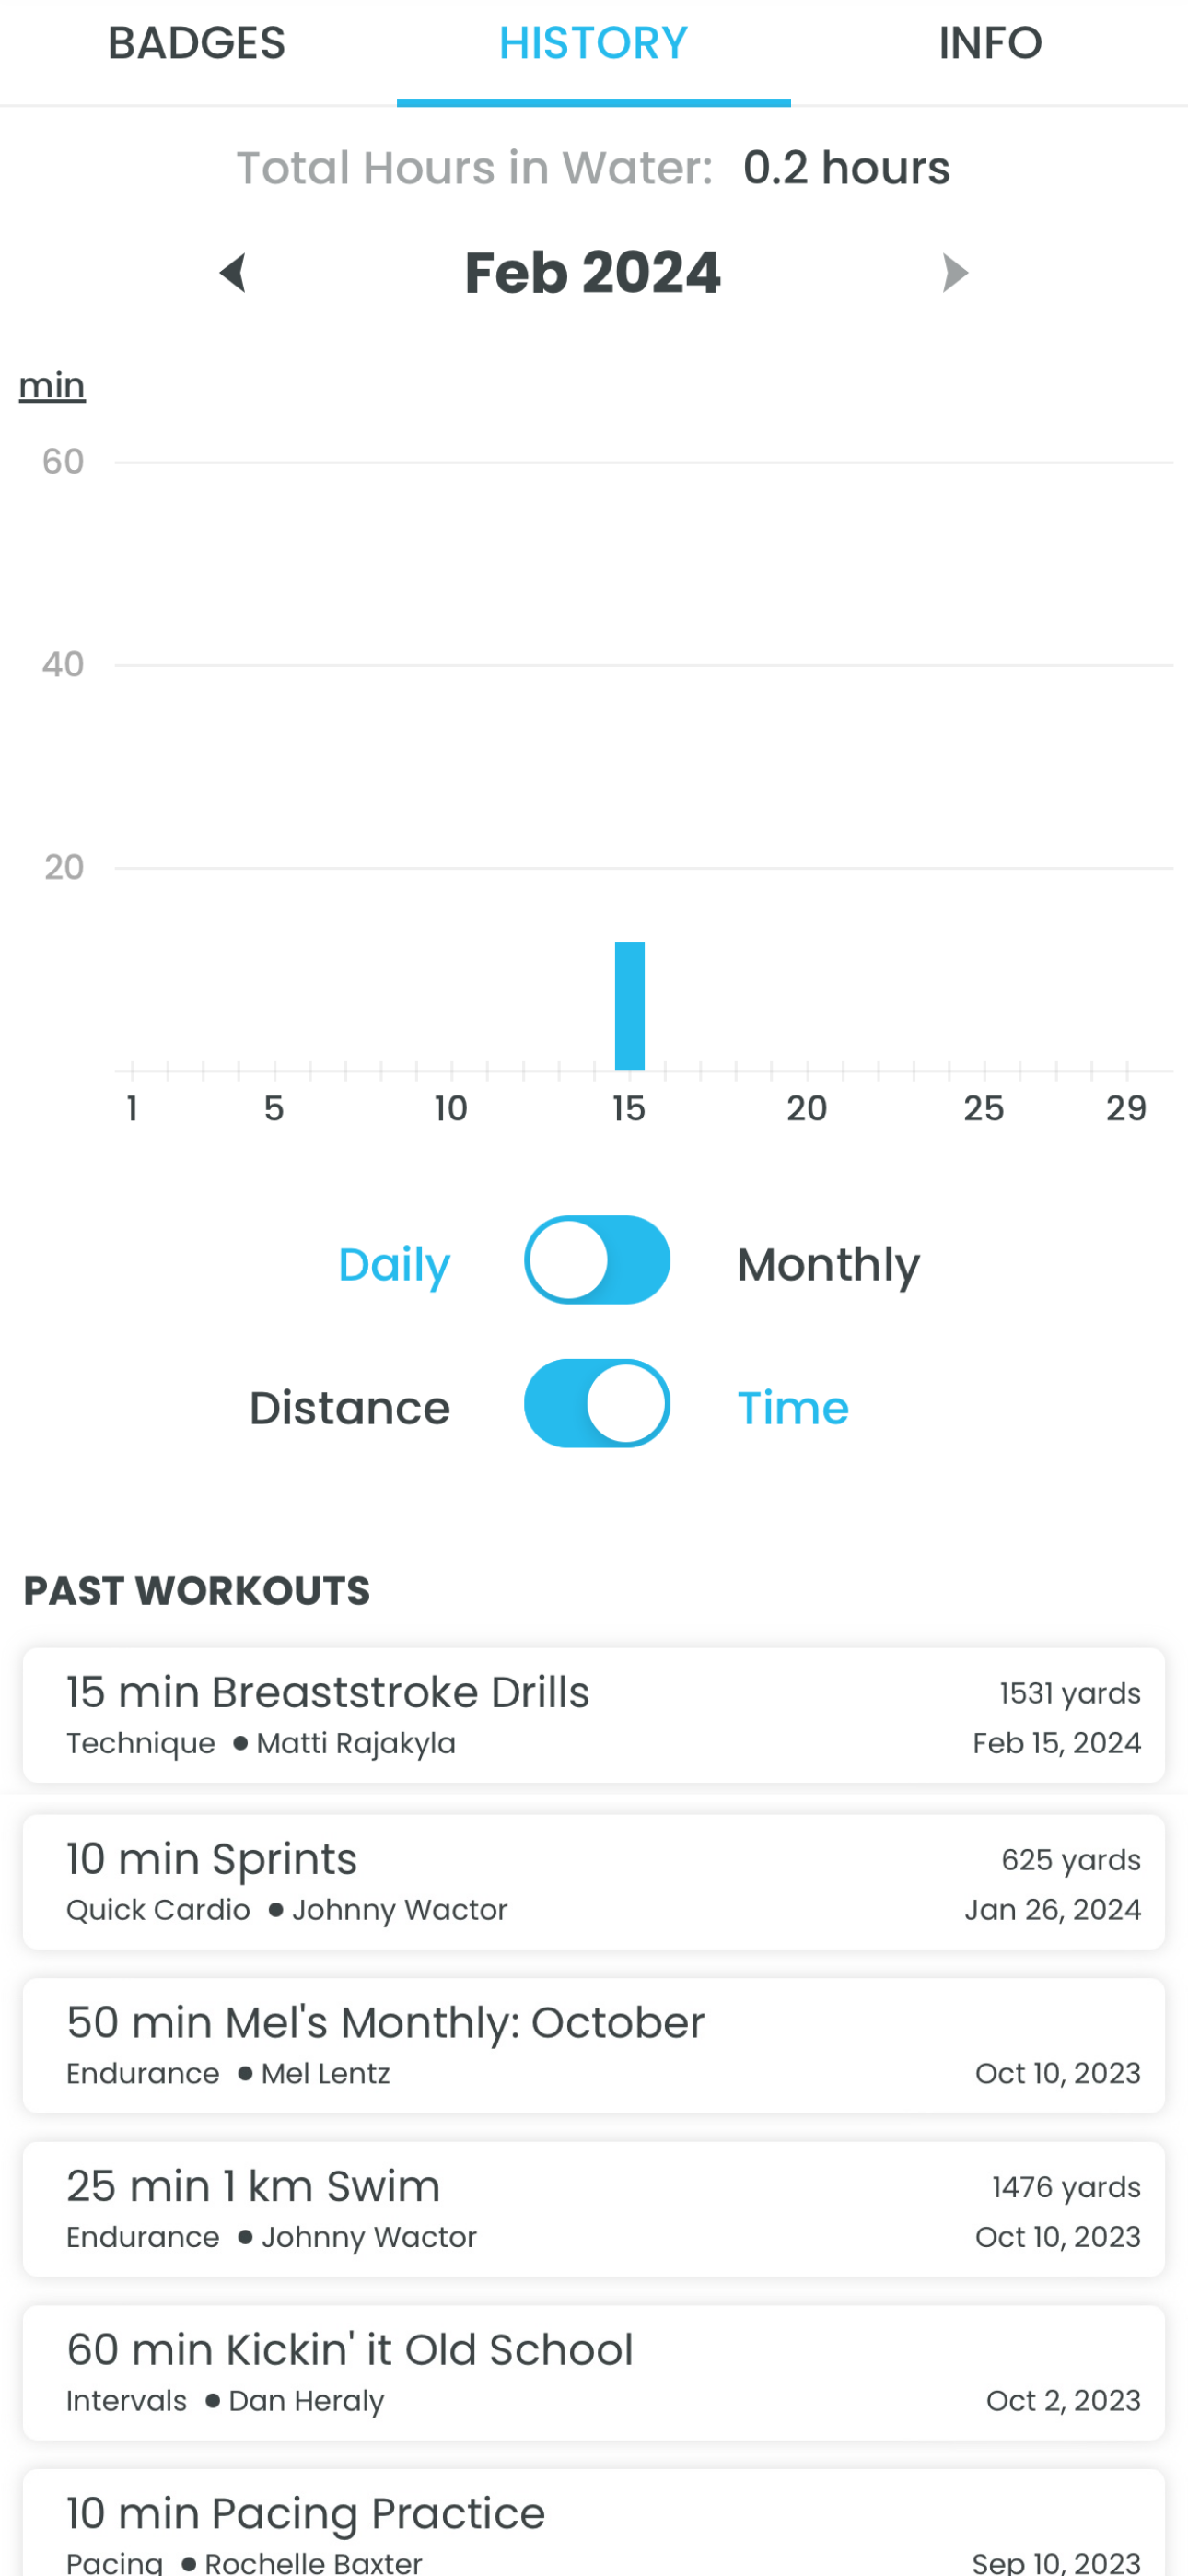 BADGES HISTORY INFO
Total Hours in Water: 0.2 hours
Feb 2024
min
60
40
20
1 5 10 15 20 25 29
Daily Monthly
Distance Time
PAST WORKOUTS
15 min Breaststroke Drills 1531 yards
Technique ● Matti Rajakyla Feb 15, 2024
10 min Sprints 625 yards
Quick Cardio ● Johnny Wactor Jan 26, 2024
50 min Mel's Monthly: October
Endurance ● Mel Lentz Oct 10, 2023
25 min 1 km Swim 1476 yards
Endurance ● Johnny Wactor Oct 10, 2023
60 min Kickin' it Old School
Intervals ● Dan Heraly Oct 2, 2023
10 min Pacing Practice
Pacing ● Rochelle Baxter Sep 10, 2023